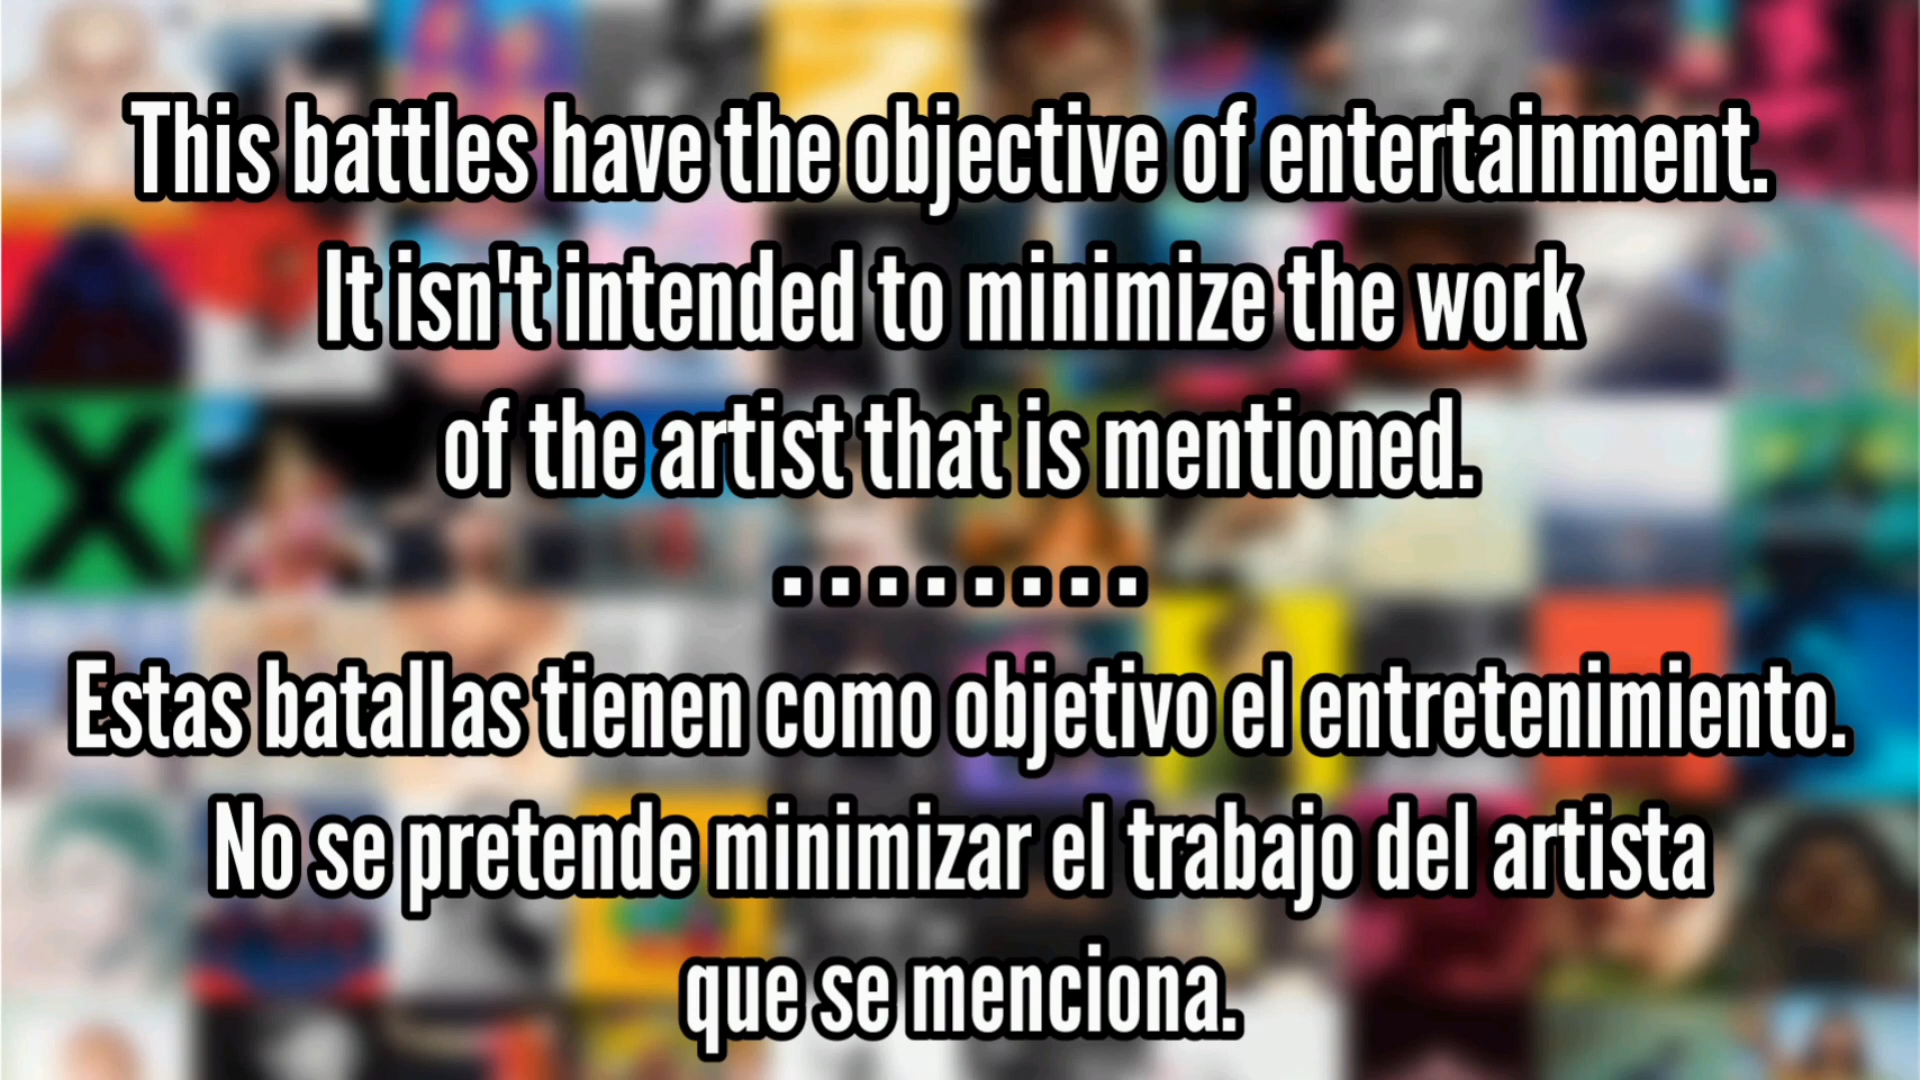 This battles have the objective of entertainment.
It isn't intended to minimize the work
of the artist that is mentioned.
........
Estas batallas tienen como objetivo el entretenimiento.
No se pretende minimizar el trabajo del artista
que se menciona.